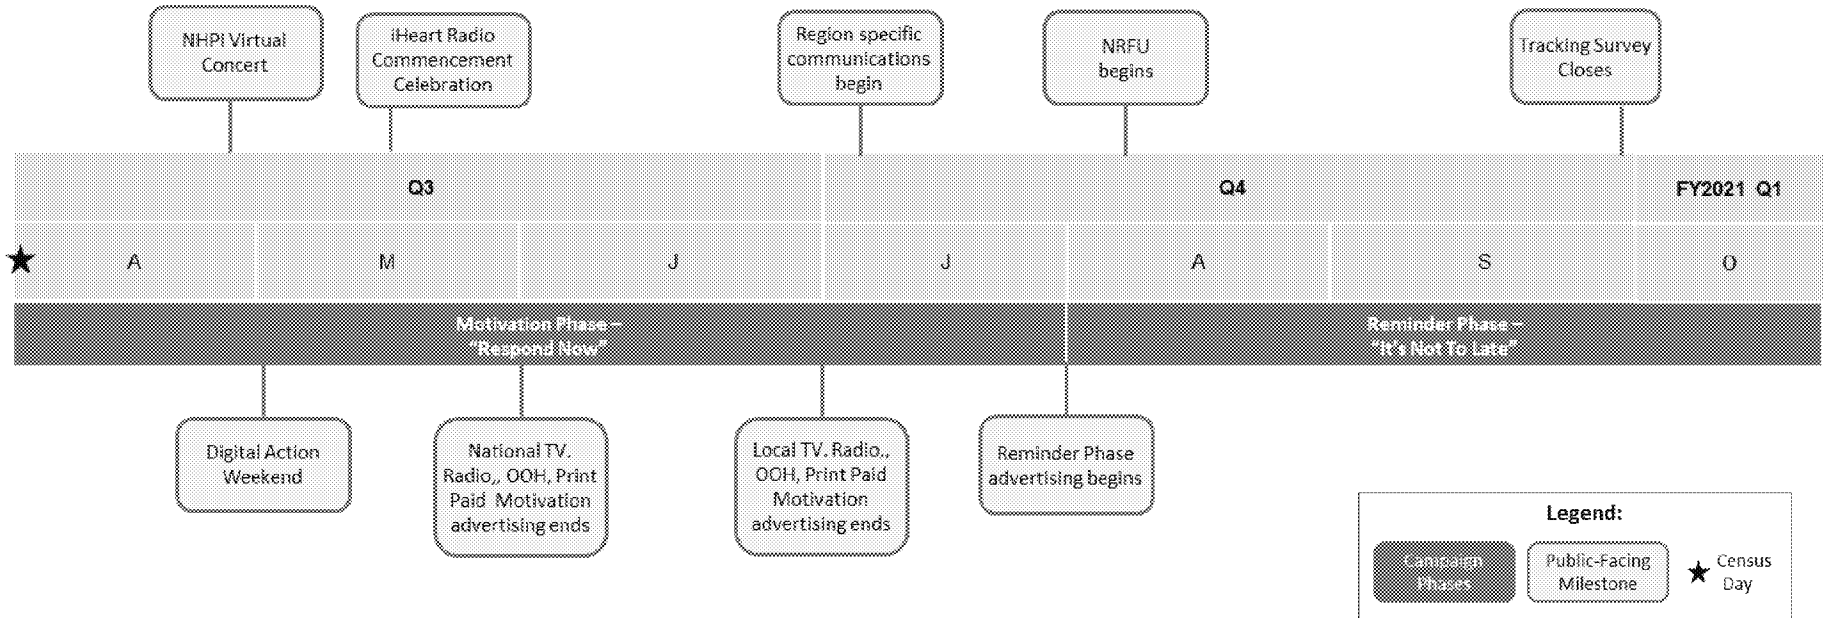 NHPI Virtual
Concert
iHeart Radio
Commencement
Celebration
Region specific
communications
begin
NRFU
begins
Tracking Survey
Closes
Q3
Q4
FY2021 Q1
A
M
J
J
A
S
O
Motivation Phase –
"Respond Now"
Reminder Phase –
"It's Not To Late"
Digital Action
Weekend
National TV.
Radio,, OOH, Print
Paid Motivation
advertising ends
Local TV. Radio.,
OOH, Print Paid
Motivation
advertising ends
Reminder Phase
advertising begins
Legend:
Campaign
Phases
Public-Facing
Milestone
Census
Day